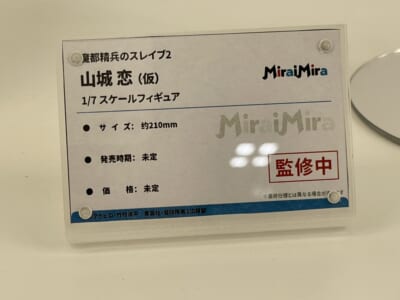 魔都精兵のスレイブ2
MiraiMira
山城 恋 (仮)
1/7 スケールフィギュア
● サイズ: 約210mm
MiraiMira
● 発売時期: 未定
監修中
● 価 格: 未定